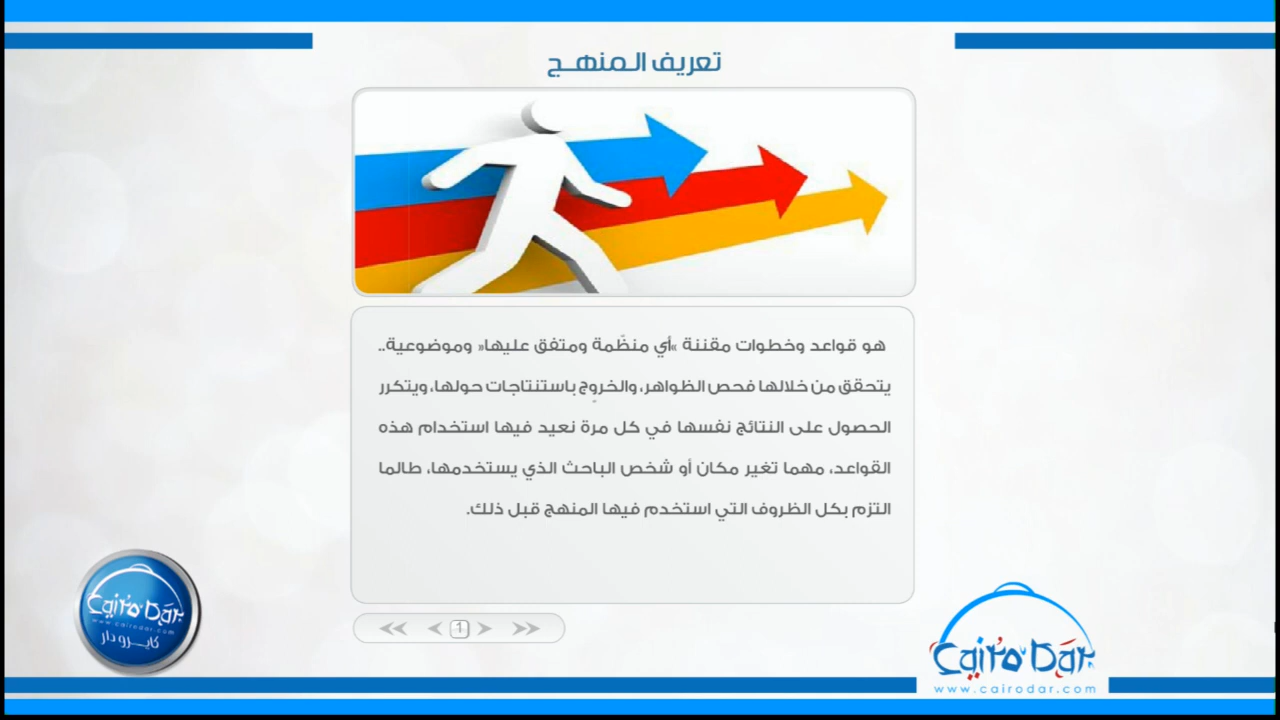 تعريف المنهج
هو قواعد وخطوات مقننة »أي منظّمة ومتفق عليها« وموضوعية..
يتحقق من خلالها فحص الظواهر، والخروجِ باستنتاجات حولها، ويتكرر
الحصول على النتائج نفسها في كل مرة نعيد فيها استخدام هذه
القواعد، مهما تغير مكان أو شخص الباحث الذي يستخدمها، طالما
التزم بكل الظروف التي استخدم فيها المنهج قبل ذلك.
1
Cairo Dar
www.cairodar.com
كايرو دار
Cairo Dar
www.cairodar.com